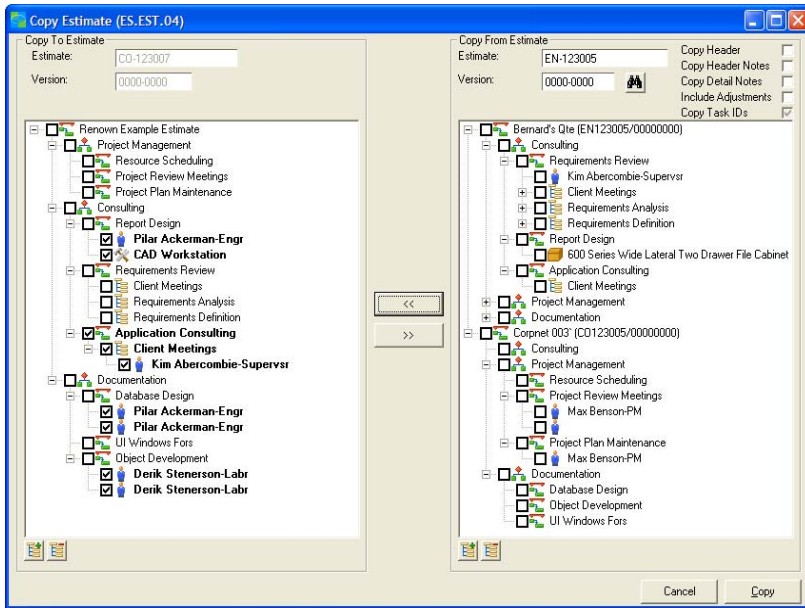 Copy Estimate (ES.EST.04)
Copy To Estimate
Estimate: CO-123007
Version: 0000-0000
Renown Example Estimate
Project Management
Resource Scheduling
Project Review Meetings
Project Plan Maintenance
Consulting
Report Design
Pilar Ackerman-Engr
CAD Workstation
Requirements Review
Client Meetings
Requirements Analysis
Requirements Definition
Application Consulting
Client Meetings
Kim Abercombie-Supervsr
Documentation
Database Design
Pilar Ackerman-Engr
Pilar Ackerman-Engr
UI Windows Fors
Object Development
Derik Stenerson-Labr
Derik Stenerson-Labr
<<
>>
Copy From Estimate
Estimate: EN-123005
Version: 0000-0000
Copy Header
Copy Header Notes
Copy Detail Notes
Include Adjustments
Copy Task IDs
Bernard's Qte (EN123005/00000000)
Consulting
Requirements Review
Kim Abercombie-Supervsr
Client Meetings
Requirements Analysis
Requirements Definition
Report Design
600 Series Wide Lateral Two Drawer File Cabinet
Application Consulting
Client Meetings
Project Management
Documentation
Corpnet 003` (CO123005/00000000)
Consulting
Project Management
Resource Scheduling
Project Review Meetings
Max Benson-PM
Project Plan Maintenance
Max Benson-PM
Documentation
Database Design
Object Development
UI Windows Fors
Cancel
Copy